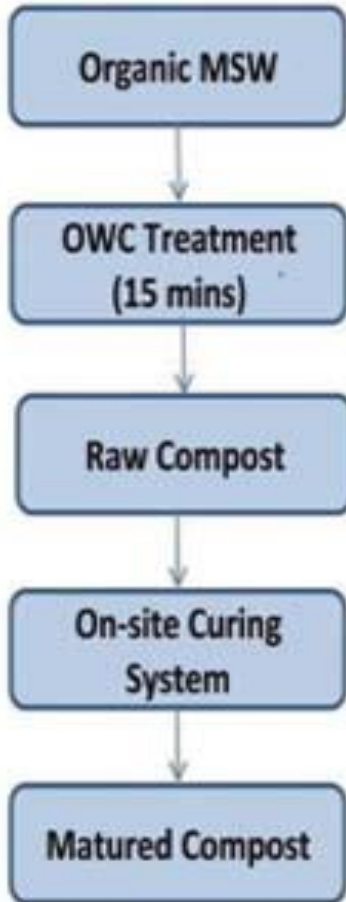 Organic MSW
OWC Treatment
(15 mins)
Raw Compost
On-site Curing
System
Matured Compost